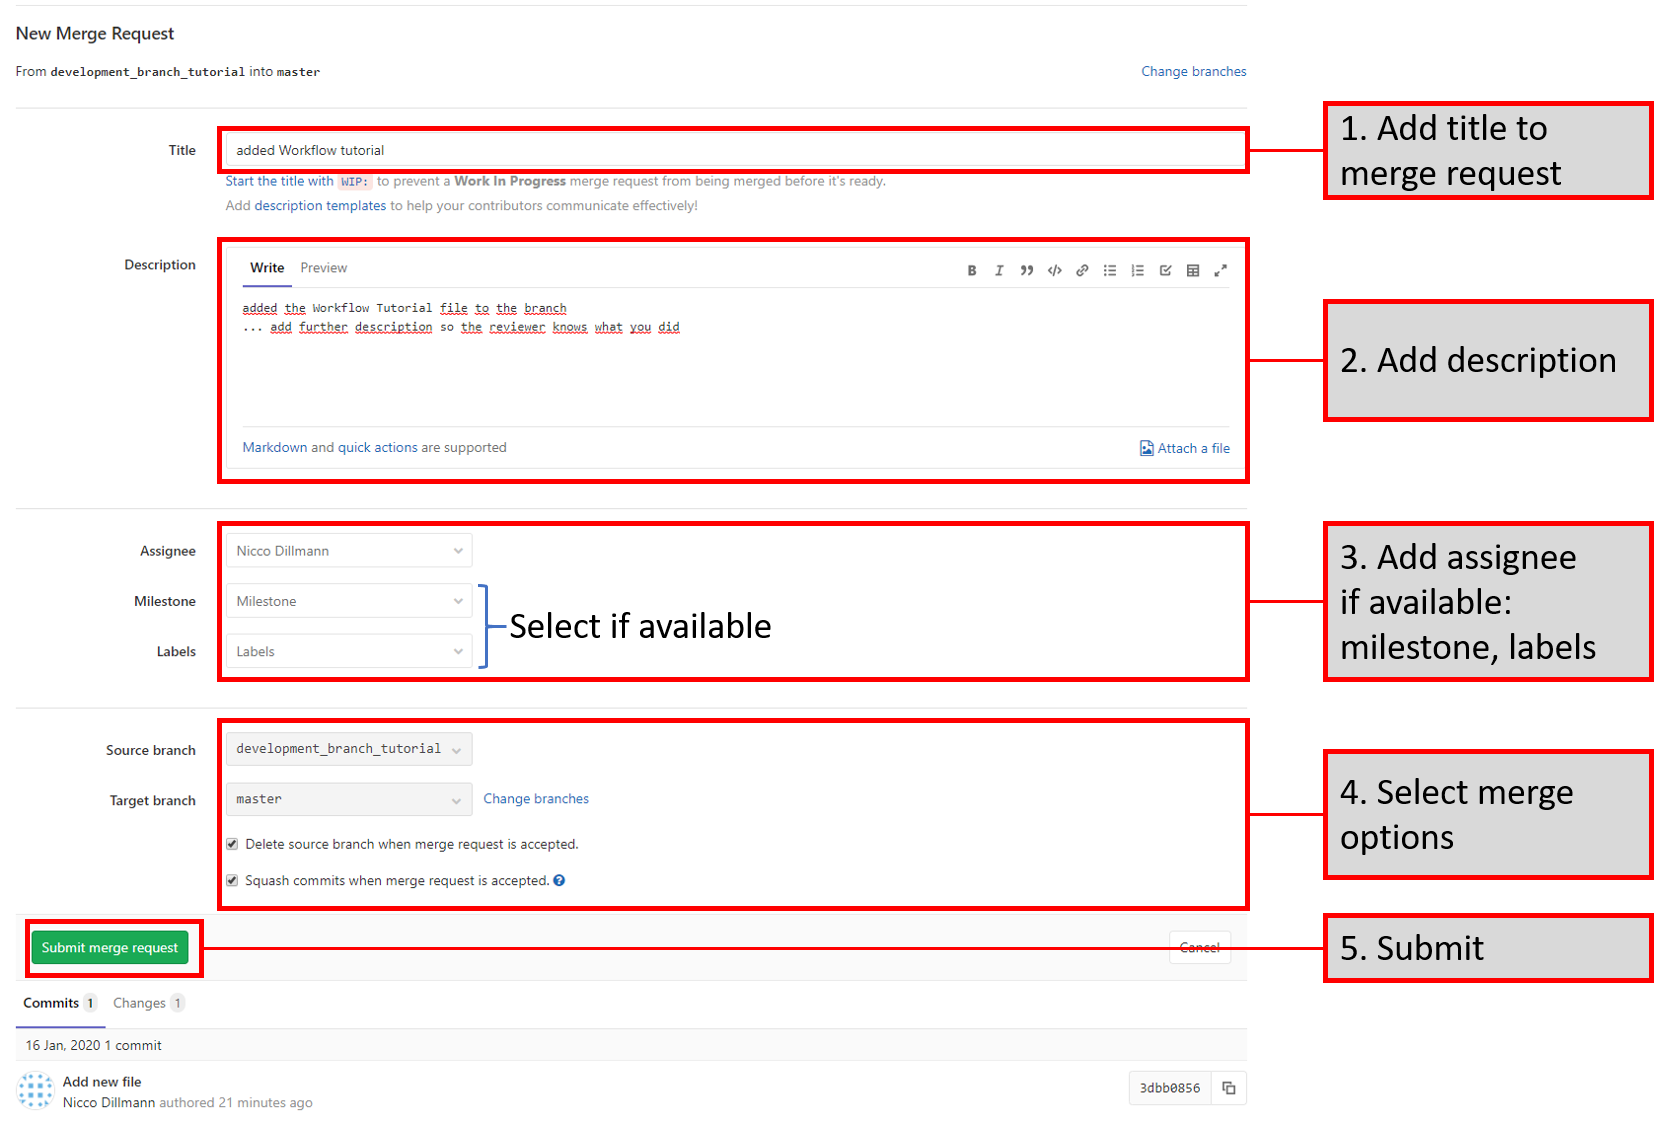 New Merge Request
From development_branch_tutorial into master
Change branches
Title
added Workflow tutorial
Start the title with WIP: to prevent a Work In Progress merge request from being merged before it's ready.
Add description templates to help your contributors communicate effectively!
1. Add title to
merge request
Description
Write Preview
added the Workflow Tutorial file to the branch
... add further description so the reviewer knows what you did
Markdown and quick actions are supported
Attach a file
2. Add description
Assignee
Nicco Dillmann
Milestone
Milestone
Labels
Labels
Select if available
3. Add assignee
if available:
milestone, labels
Source branch
development_branch_tutorial
Target branch
master
Change branches
Delete source branch when merge request is accepted.
Squash commits when merge request is accepted.
4. Select merge
options
Submit merge request
Cancel
5. Submit
Commits 1 Changes 1
16 Jan, 2020 1 commit
Add new file
Nicco Dillmann authored 21 minutes ago
3dbb0856